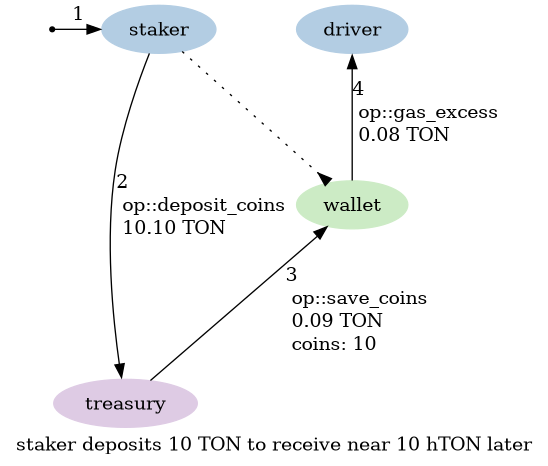 1
staker
driver
4
op::gas_excess
0.08 TON
2
op::deposit_coins
10.10 TON
wallet
3
op::save_coins
0.09 TON
coins: 10
treasury
staker deposits 10 TON to receive near 10 hTON later